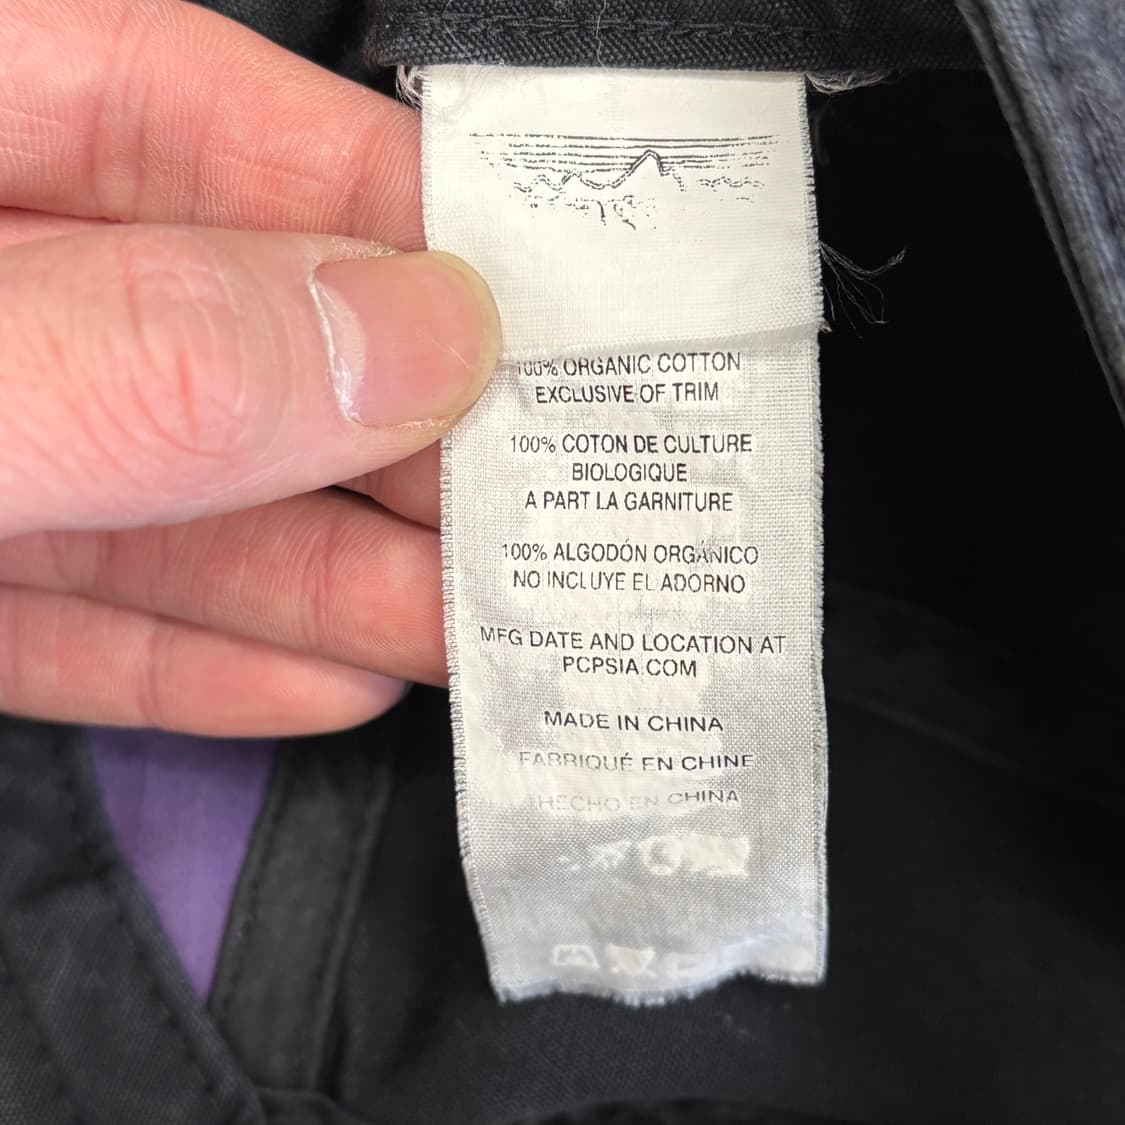 100% ORGANIC COTTON
EXCLUSIVE OF TRIM
100% COTON DE CULTURE
BIOLOGIQUE
A PART LA GARNITURE
100% ALGODÓN ORGÁNICO
NO INCLUYE EL ADORNO
MFG DATE AND LOCATION AT
PCPSIA.COM
MADE IN CHINA
FABRIQUÉ EN CHINE
HECHO EN CHINA